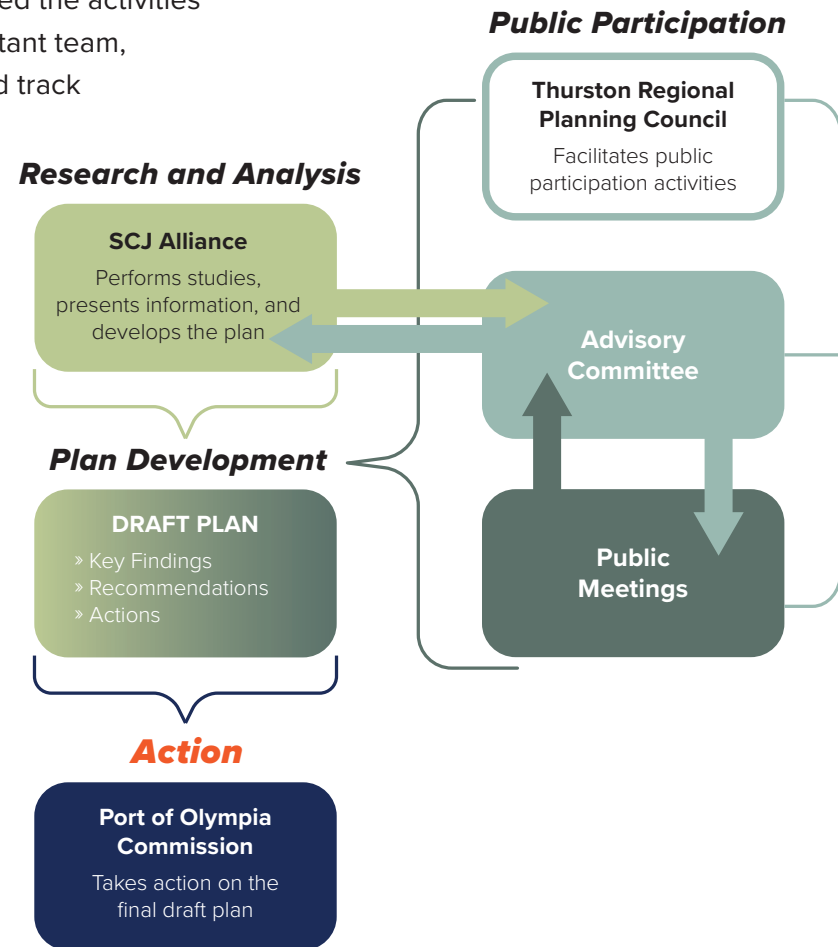 ed the activities
tant team,
d track
Public Participation
Thurston Regional
Planning Council
Facilitates public
participation activities
Research and Analysis
SCJ Alliance
Performs studies,
presents information, and
develops the plan
Advisory
Committee
Plan Development
DRAFT PLAN
» Key Findings
» Recommendations
» Actions
Public
Meetings
Action
Port of Olympia
Commission
Takes action on the
final draft plan